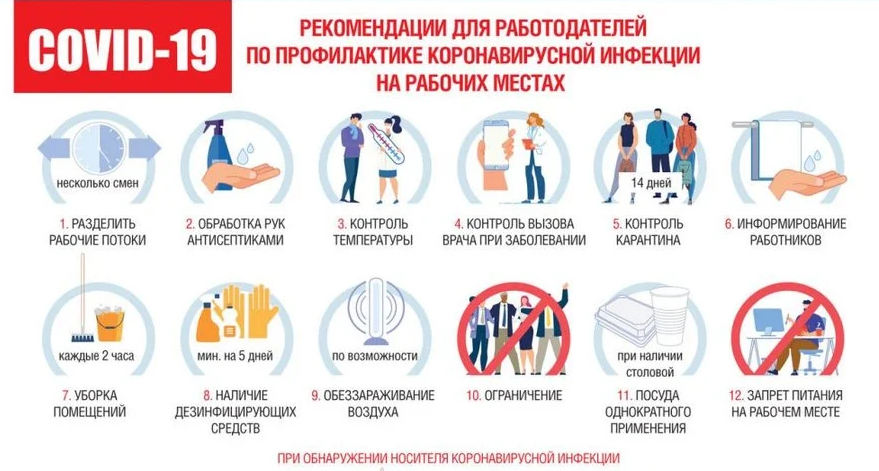 COVID-19
РЕКОМЕНДАЦИИ ДЛЯ РАБОТОДАТЕЛЕЙ
ПО ПРОФИЛАКТИКЕ КОРОНАВИРУСНОЙ ИНФЕКЦИИ
НА РАБОЧИХ МЕСТАХ
несколько смен
1. РАЗДЕЛИТЬ
РАБОЧИЕ ПОТОКИ
2. ОБРАБОТКА РУК
АНТИСЕПТИКАМИ
3. КОНТРОЛЬ
ТЕМПЕРАТУРЫ
4. КОНТРОЛЬ ВЫЗОВА
ВРАЧА ПРИ ЗАБОЛЕВАНИИ
14 дней
5. КОНТРОЛЬ
КАРАНТИНА
6. ИНФОРМИРОВАНИЕ
РАБОТНИКОВ
каждые 2 часа
7. УБОРКА
ПОМЕЩЕНИЙ
мин. на 5 дней
8. НАЛИЧИЕ
ДЕЗИНФИЦИРУЮЩИХ
СРЕДСТВ
по возможности
9. ОБЕЗЗАРАЖИВАНИЕ
ВОЗДУХА
10. ОГРАНИЧЕНИЕ
при наличии
столовой
11. ПОСУДА
ОДНОКРАТНОГО
ПРИМЕНЕНИЯ
12. ЗАПРЕТ ПИТАНИЯ
НА РАБОЧЕМ МЕСТЕ
ПРИ ОБНАРУЖЕНИИ НОСИТЕЛЯ КОРОНАВИРУСНОЙ ИНФЕКЦИИ